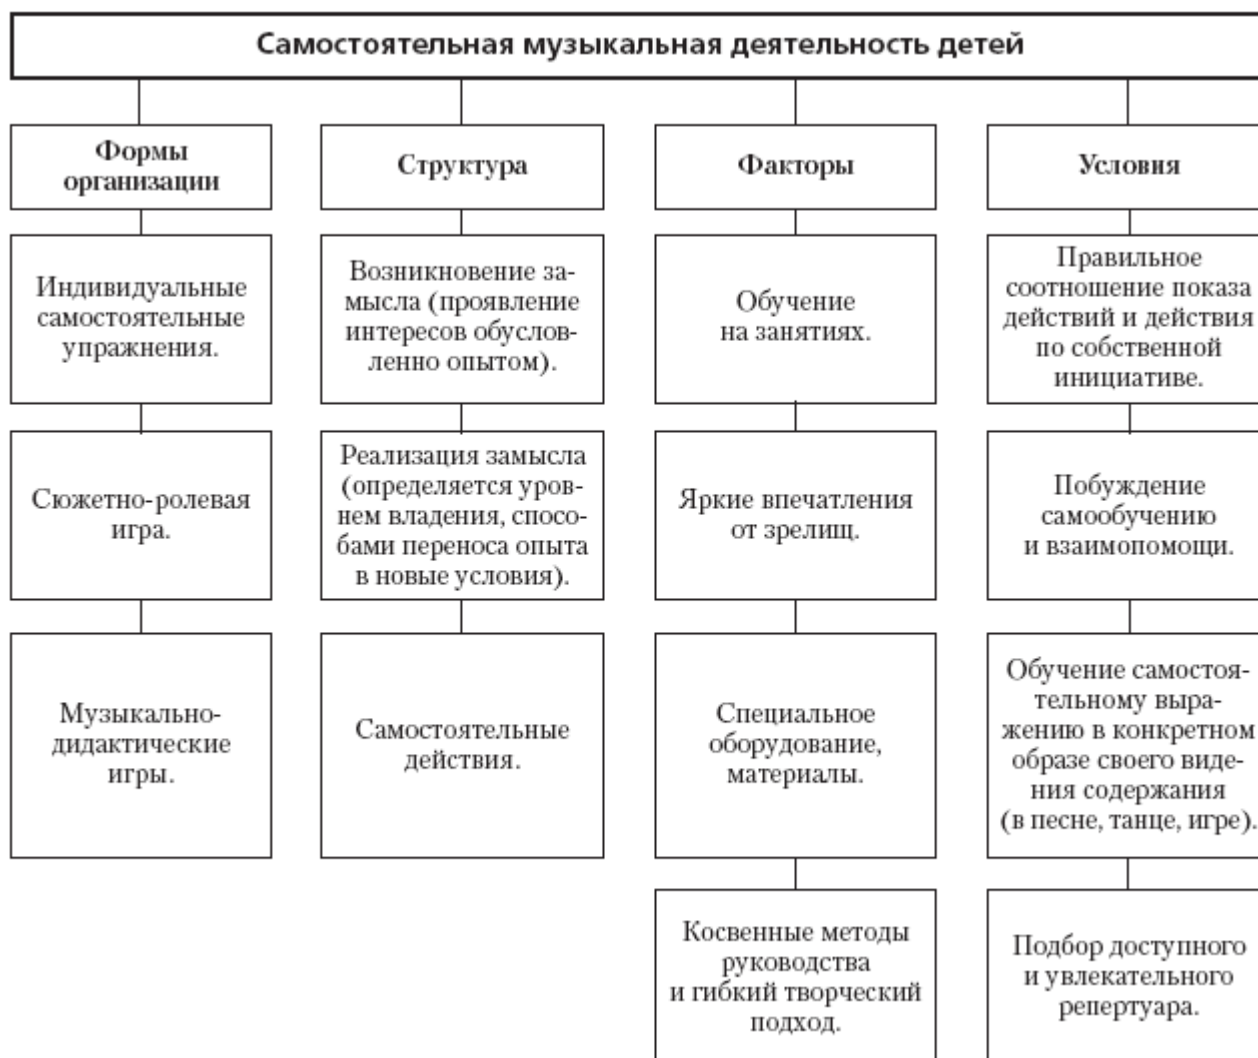 Самостоятельная музыкальная деятельность детей
Формы
организации
Индивидуальные
самостоятельные
упражнения.
Сюжетно-ролевая
игра.
Музыкально-
дидактические
игры.
Структура
Возникновение за-
мысла (проявление
интересов обуслов-
ленно опытом).
Реализация замысла
(определяется уров-
нем владения, спосо-
бами переноса опыта
в новые условия).
Самостоятельные
действия.
Факторы
Обучение
на занятиях.
Яркие впечатления
от зрелищ.
Специальное
оборудование,
материалы.
Косвенные методы
руководства
и гибкий творческий
подход.
Условия
Правильное
соотношение показа
действий и действия
по собственной
инициативе.
Побуждение
самообучению
и взаимопомощи.
Обучение самостоя-
тельному выра-
жению в конкретном
образе своего виде-
ния содержания
(в песне, танце, игре).
Подбор доступного
и увлекательного
репертуара.